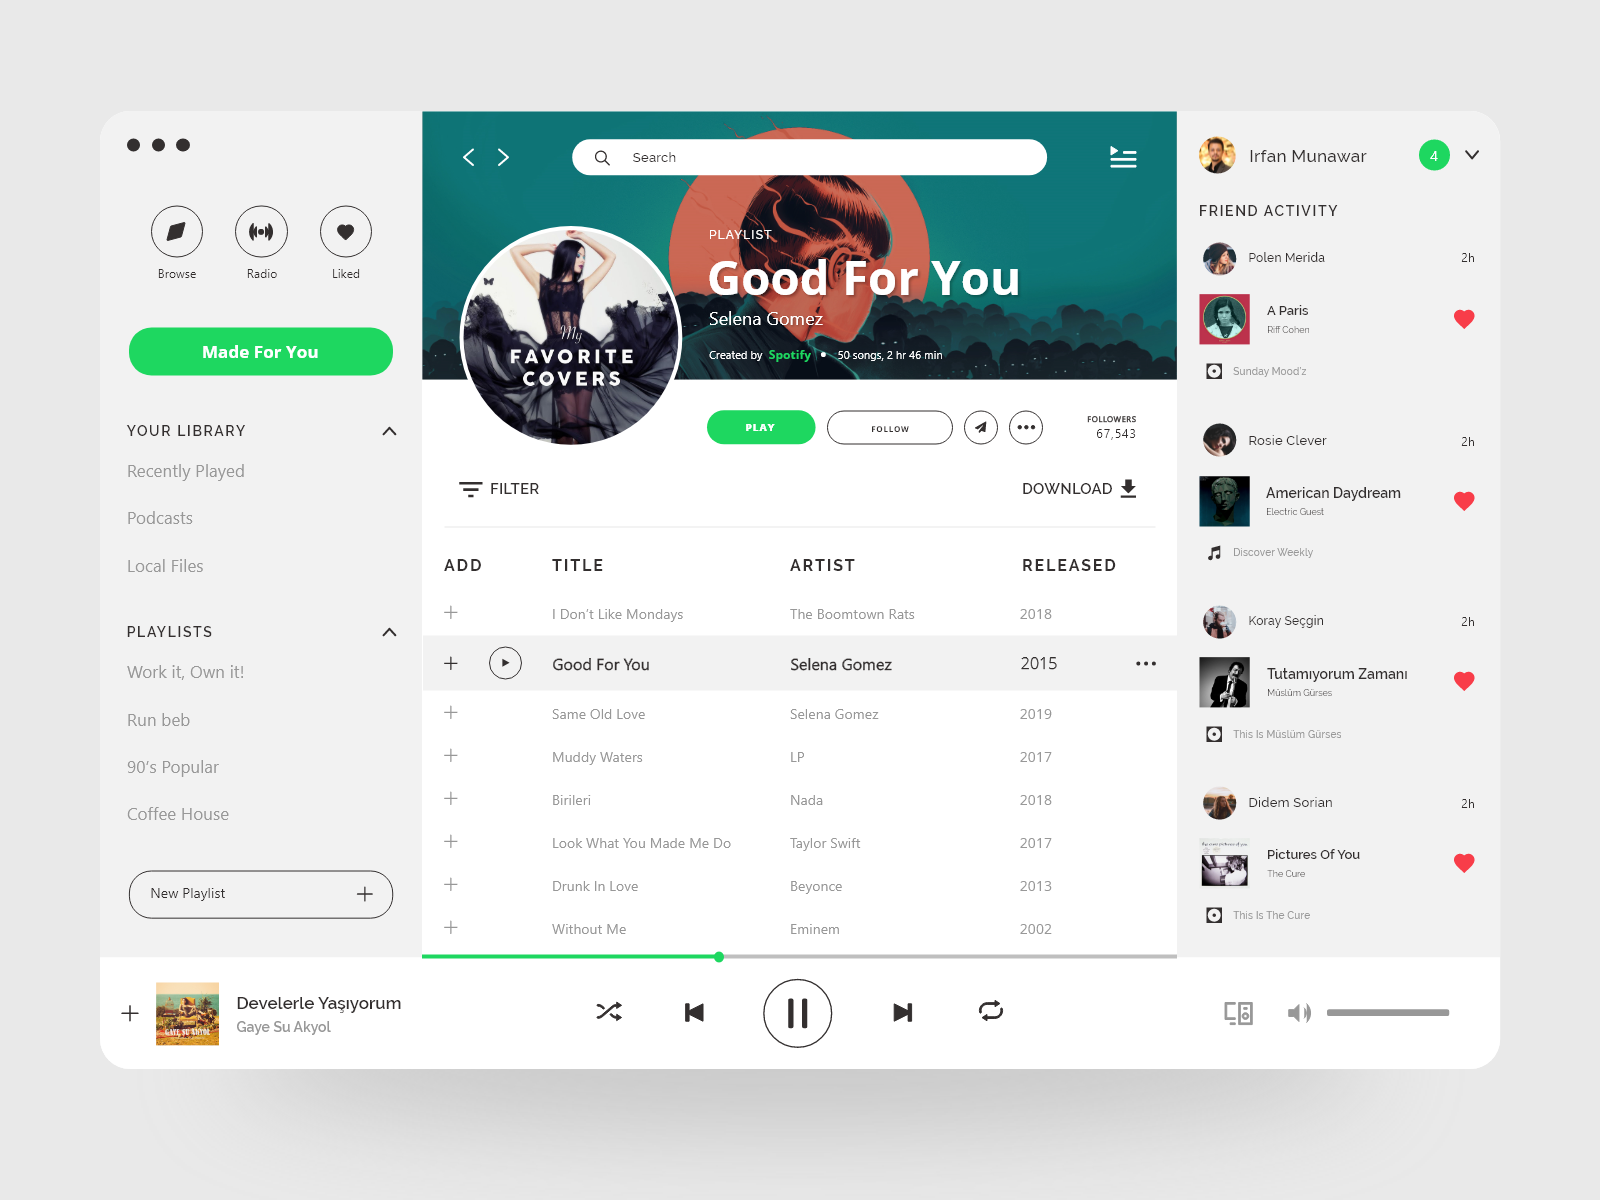 Browse
Radio
Liked
Made For You
YOUR LIBRARY
Recently Played
Podcasts
Local Files
PLAYLISTS
Work it, Own it!
Run beb
90's Popular
Coffee House
New Playlist
Search
PLAYLIST
Good For You
Selena Gomez
Created by Spotify • 50 songs, 2 hr 46 min
My
FAVORITE
COVERS
PLAY
FOLLOW
FOLLOWERS
67,543
FILTER
DOWNLOAD
ADD TITLE ARTIST RELEASED
I Don't Like Mondays The Boomtown Rats 2018
Good For You Selena Gomez 2015
Same Old Love Selena Gomez 2019
Muddy Waters LP 2017
Birileri Nada 2018
Look What You Made Me Do Taylor Swift 2017
Drunk In Love Beyonce 2013
Without Me Eminem 2002
Irfan Munawar 4
FRIEND ACTIVITY
Polen Merida 2h
A Paris
Riff Cohen
Sunday Mood'z
Rosie Clever 2h
American Daydream
Electric Guest
Discover Weekly
Koray Seçgin 2h
Tutamıyorum Zamanı
Müslüm Gürses
This Is Müslüm Gürses
Didem Sorian 2h
Pictures Of You
The Cure
This Is The Cure
GAYE SU AKYOL
Develerle Yaşıyorum
Gaye Su Akyol